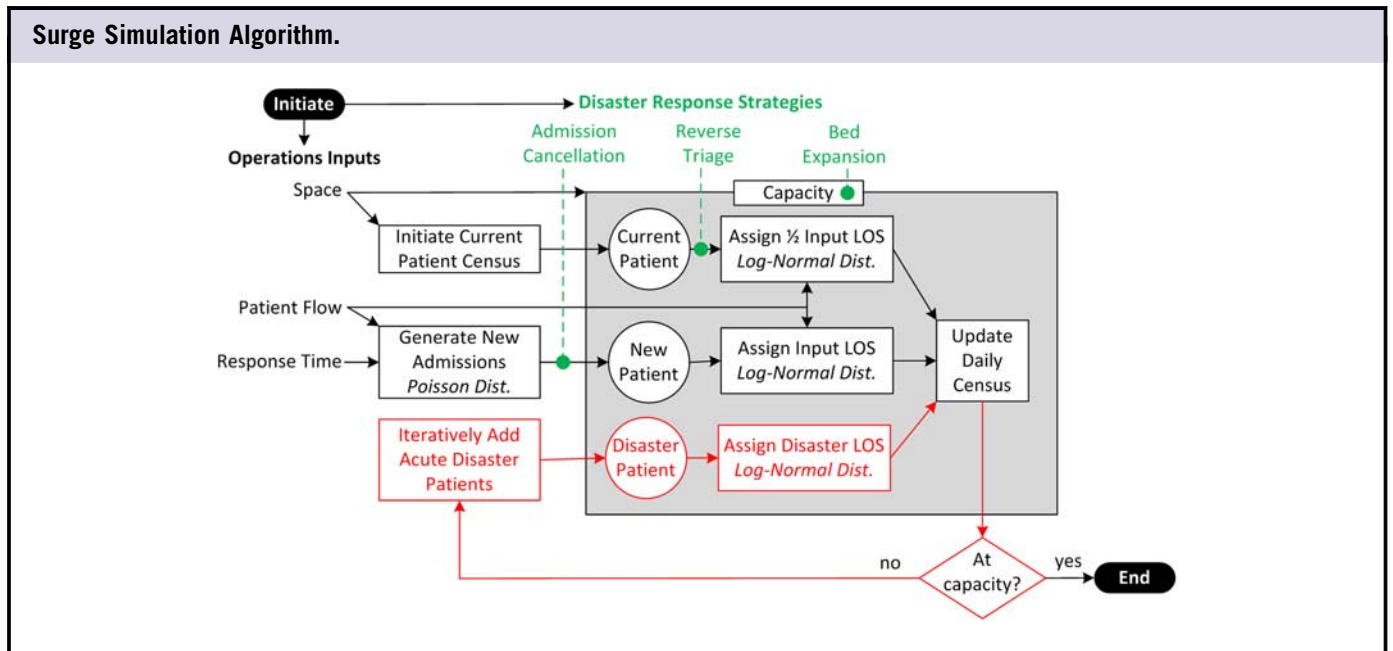 Surge Simulation Algorithm.
Initiate
Disaster Response Strategies
Operations Inputs
Admission
Cancellation
Reverse
Triage
Bed
Expansion
Space
Capacity
Initiate Current
Patient Census
Current
Patient
Assign ½ Input LOS
Log-Normal Dist.
Patient Flow
Response Time
Generate New
Admissions
Poisson Dist.
New
Patient
Assign Input LOS
Log-Normal Dist.
Update
Daily
Census
Iteratively Add
Acute Disaster
Patients
Disaster
Patient
Assign Disaster LOS
Log-Normal Dist.
no
At
capacity?
yes
End